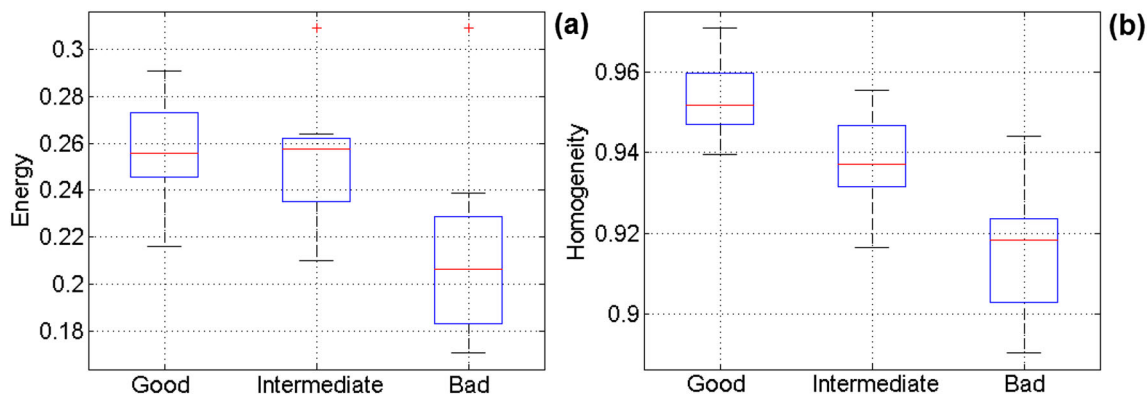 (a)
Energy
0.3
0.28
0.26
0.24
0.22
0.2
0.18
Good Intermediate Bad
(b)
Homogeneity
0.96
0.94
0.92
0.9
Good Intermediate Bad